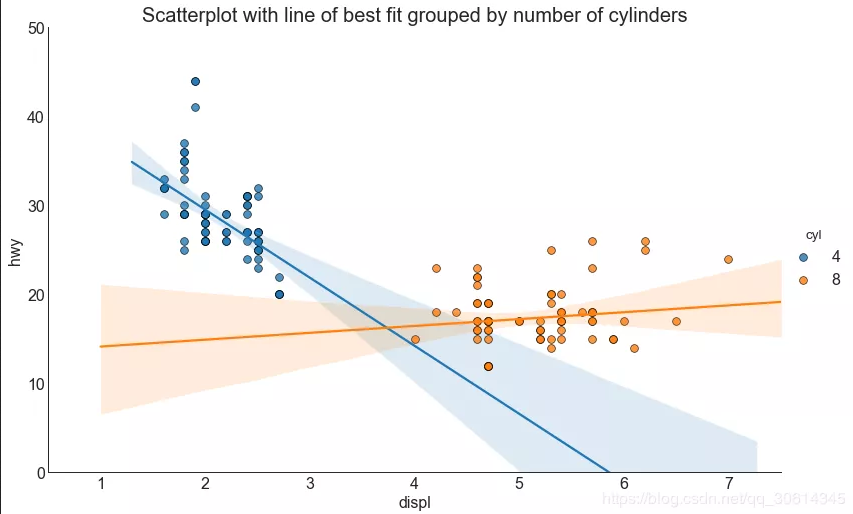 Scatterplot with line of best fit grouped by number of cylinders
50
40
30
20
10
0
hwy
1 2 3 4 5 6 7
displ
cyl
4
8
https://blog.csdn.net/qq_30614345